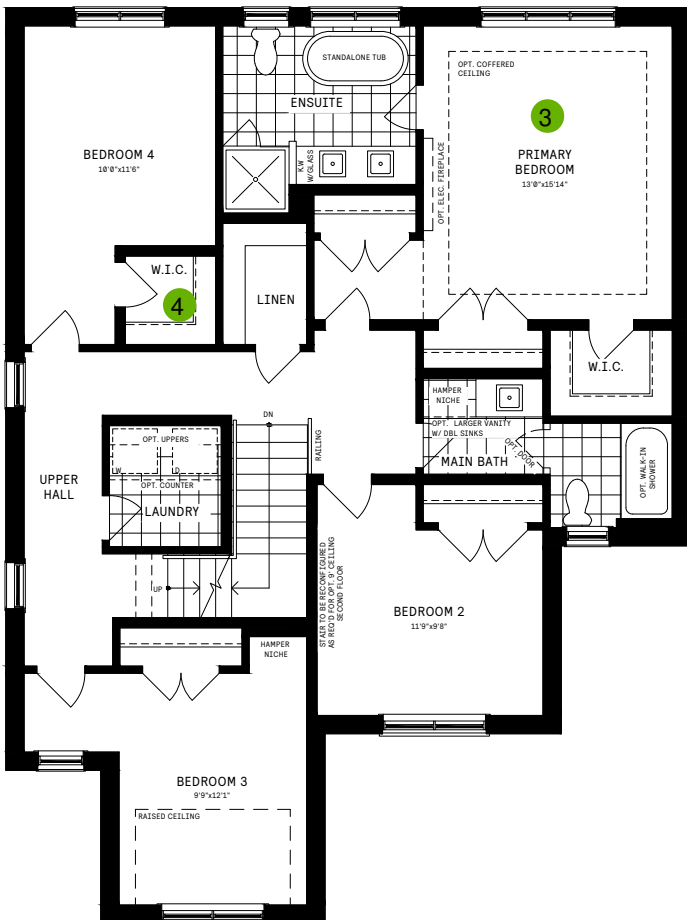 STANDALONE TUB
ENSUITE
K.W
W/GLASS
OPT. COFFERED
CEILING
3
PRIMARY
BEDROOM
13'0"x15'14"
OPT. ELEC. FIREPLACE
BEDROOM 4
10'0"x11'6"
W.I.C.
4
LINEN
W.I.C.
HAMPER
NICHE
OPT. LARGER VANITY
W/ DBL SINKS
OPT. DOOR
MAIN BATH
OPT. WALK-IN
SHOWER
DN
RAILING
OPT. UPPERS
W
D
OPT. COUNTER
LAUNDRY
UPPER
HALL
UP
STAIR TO BE RECONFIGURED
AS REQ'D FOR OPT. 9' CEILING
SECOND FLOOR
BEDROOM 2
11'9"x9'8"
HAMPER
NICHE
BEDROOM 3
9'9"x12'1"
RAISED CEILING